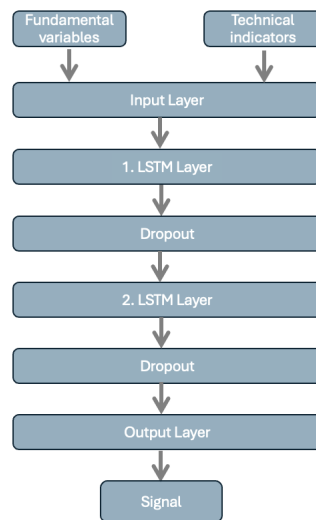 Fundamental
variables
Technical
indicators
Input Layer
1. LSTM Layer
Dropout
2. LSTM Layer
Dropout
Output Layer
Signal